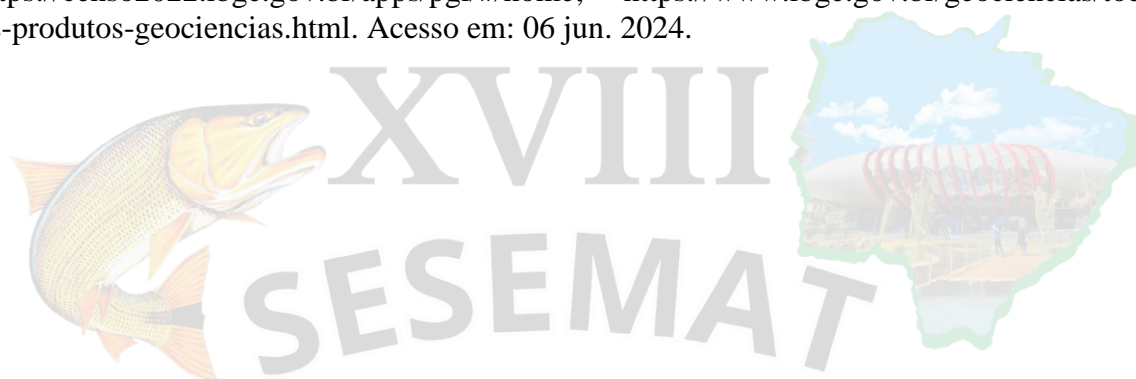 -produtos-geociencias.html. Acesso em: 06 jun. 2024.
XVIII
SESEMAT